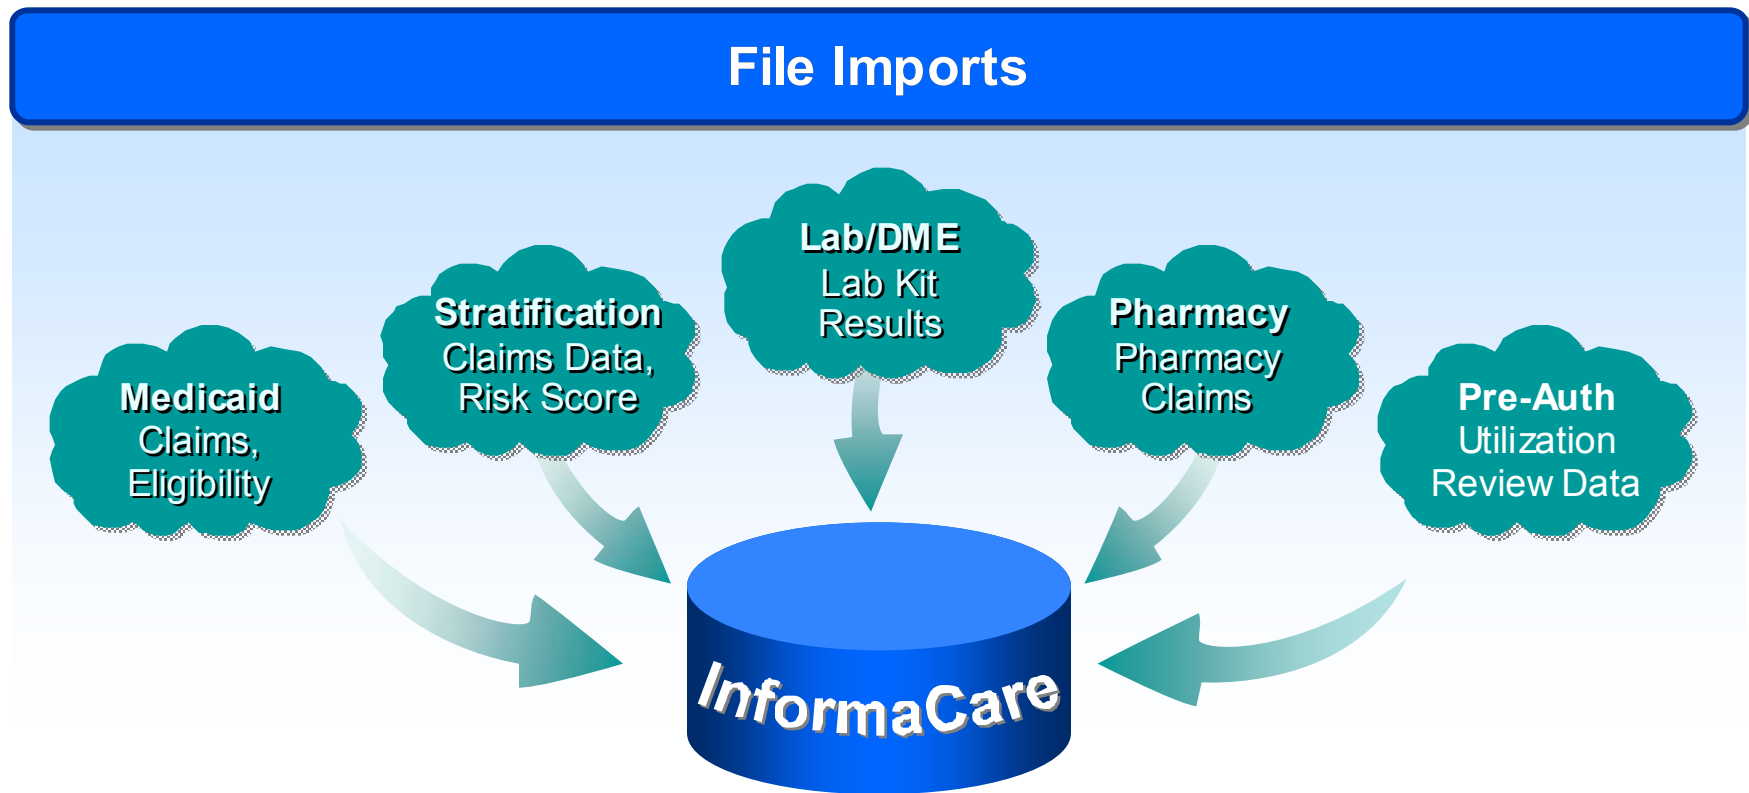 File Imports
Medicaid
Claims,
Eligibility
Stratification
Claims Data,
Risk Score
Lab/DME
Lab Kit
Results
Pharmacy
Pharmacy
Claims
Pre-Auth
Utilization
Review Data
InformaCare